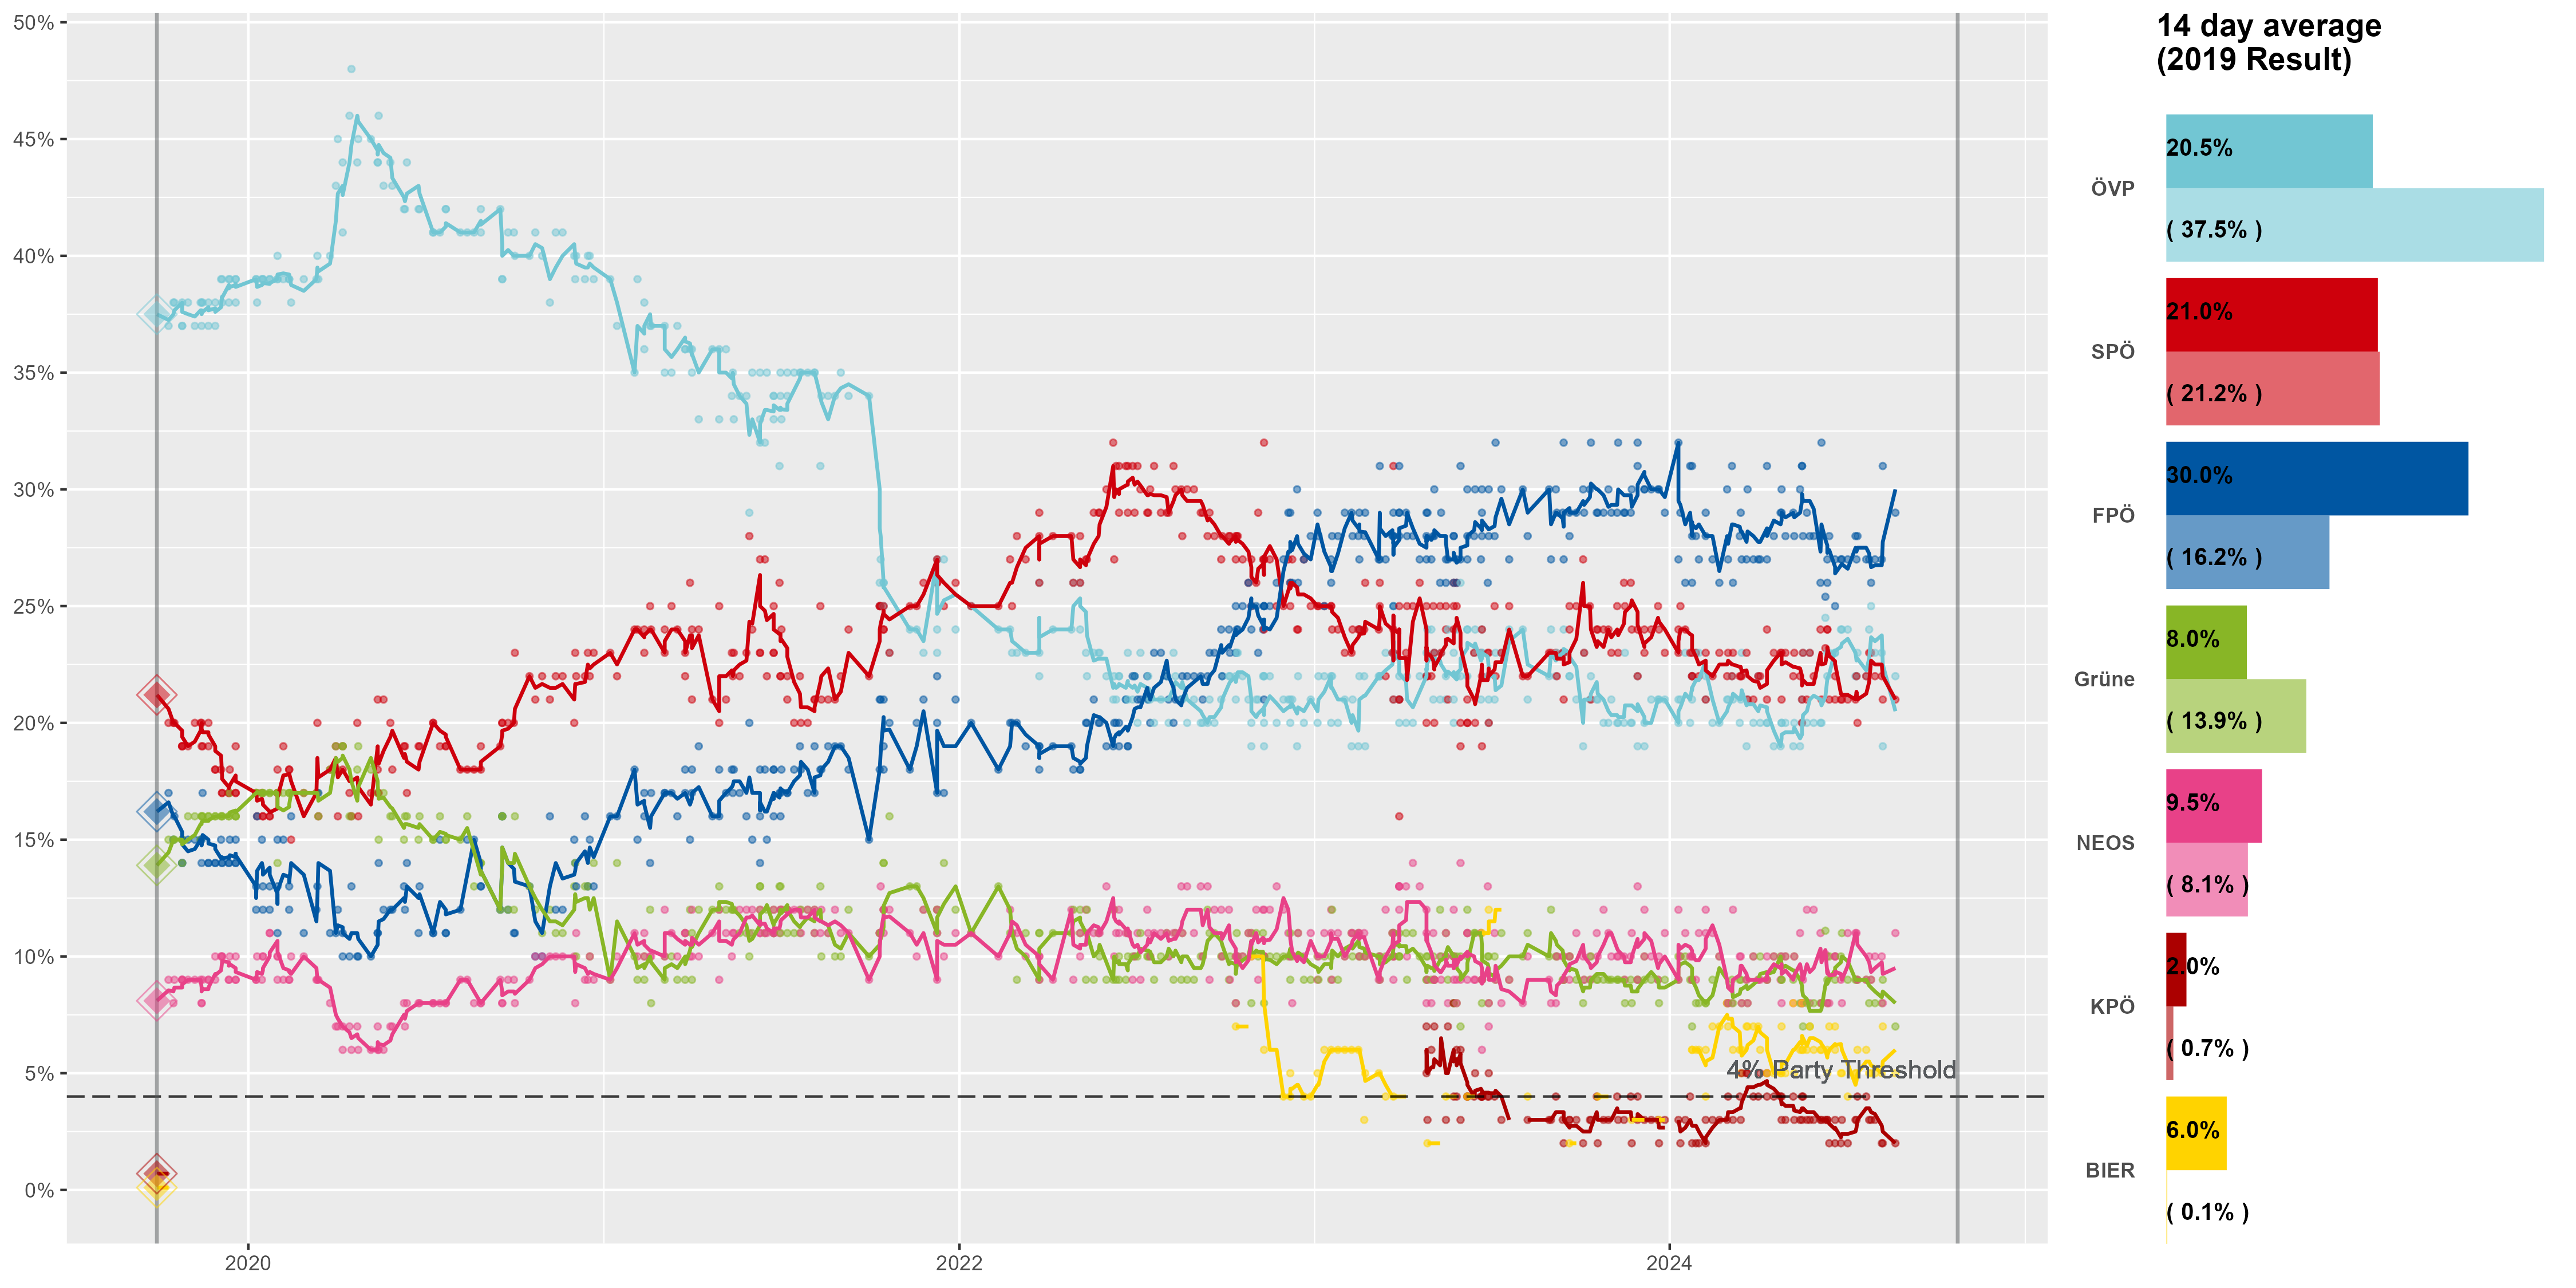 50%
45%
40%
35%
30%
25%
20%
15%
10%
5%
0%
2020
2022
2024
4% Party Threshold
14 day average
(2019 Result)
ÖVP
20.5%
( 37.5% )
SPÖ
21.0%
( 21.2% )
FPÖ
30.0%
( 16.2% )
Grüne
8.0%
( 13.9% )
NEOS
9.5%
( 8.1% )
KPÖ
2.0%
( 0.7% )
BIER
6.0%
( 0.1% )